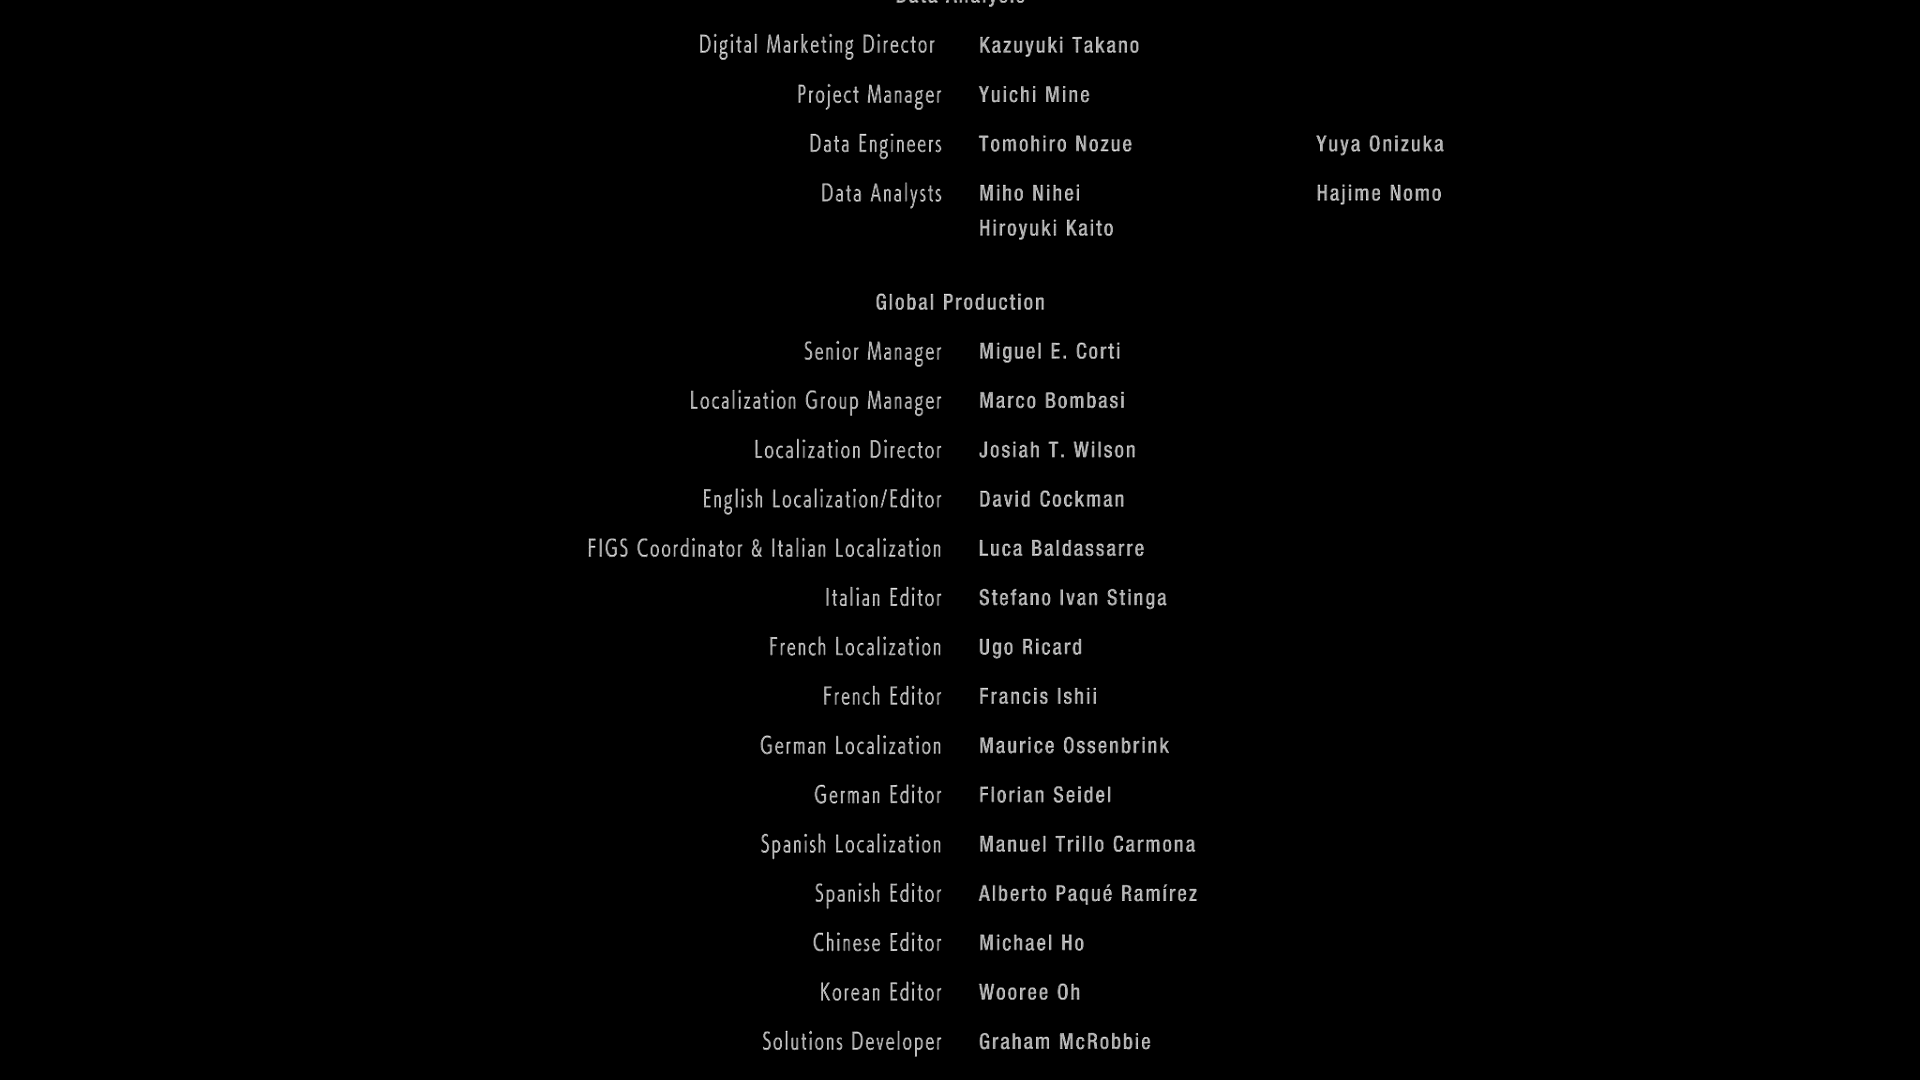 Data Analysis
Digital Marketing Director Kazuyuki Takano
Project Manager Yuichi Mine
Data Engineers Tomohiro Nozue Yuya Onizuka
Data Analysts Miho Nihei Hajime Nomo
Hiroyuki Kaito
Global Production
Senior Manager Miguel E. Corti
Localization Group Manager Marco Bombasi
Localization Director Josiah T. Wilson
English Localization/Editor David Cockman
FIGS Coordinator & Italian Localization Luca Baldassarre
Italian Editor Stefano Ivan Stinga
French Localization Ugo Ricard
French Editor Francis Ishii
German Localization Maurice Ossenbrink
German Editor Florian Seidel
Spanish Localization Manuel Trillo Carmona
Spanish Editor Alberto Paqué Ramírez
Chinese Editor Michael Ho
Korean Editor Wooree Oh
Solutions Developer Graham McRobbie